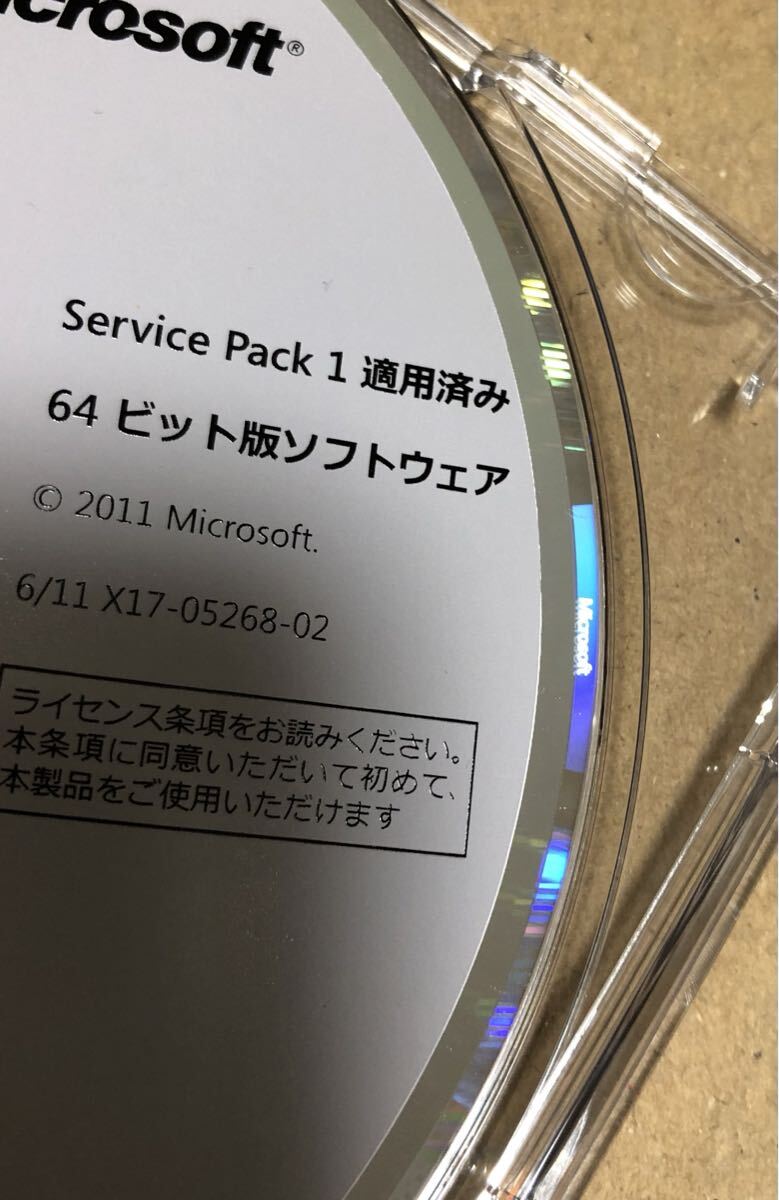 crosoft®
Service Pack 1 適用済み
64 ビット版ソフトウェア
© 2011 Microsoft.
6/11 X17-05268-02
ライセンス条項をお読みください。
本条項に同意いただいて初めて、
本製品をご使用いただけます
Microsoft